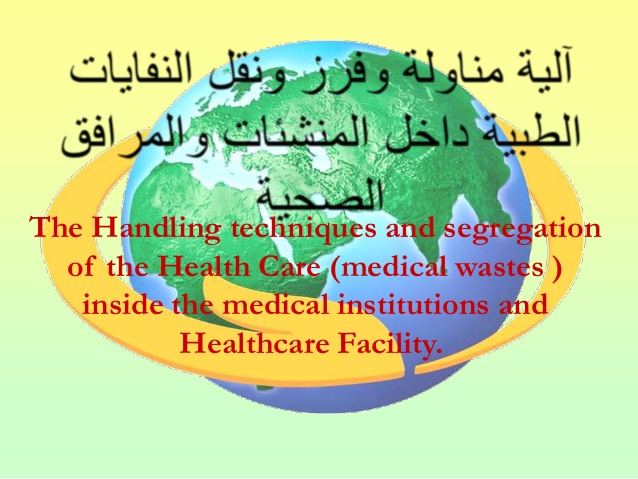 آلية مناولة وفرز ونقل النفايات
الطبية داخل المنشئات والمرافق
الصحية
The Handling techniques and segregation
of the Health Care (medical wastes )
inside the medical institutions and
Healthcare Facility.